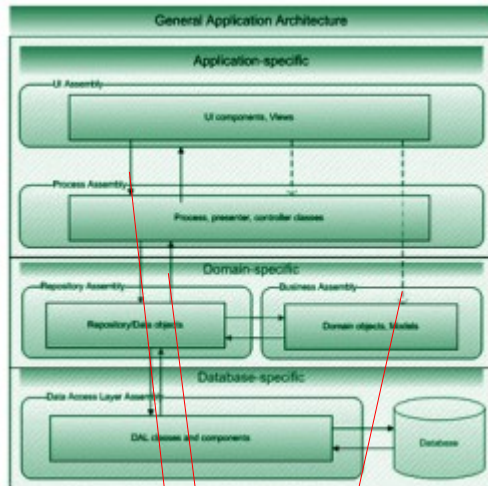 General Application Architecture
Application-specific
UI Assembly
UI components, Views
Process Assembly
Process, presenter, controller classes
Domain-specific
Repository Assembly
Business Assembly
Repository/Data objects
Domain objects, Models
Database-specific
Data Access Layer Assembly
DAL classes and components
Database